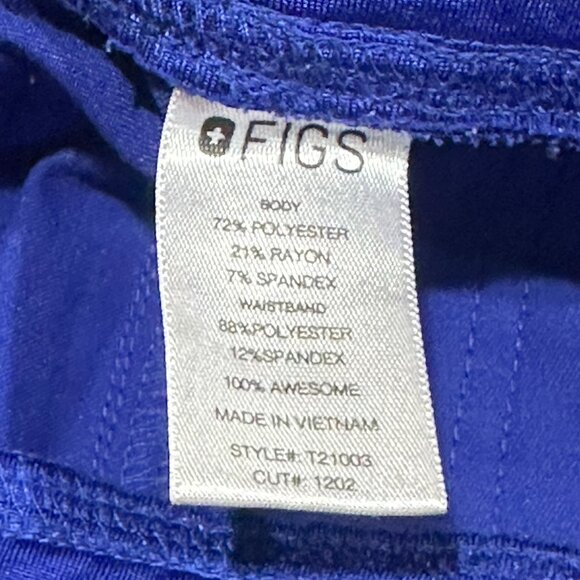 FIGS
BODY
72% POLYESTER
21% RAYON
7% SPANDEX
WAISTBAND
88%POLYESTER
12%SPANDEX
100% AWESOME
MADE IN VIETNAM
STYLE#: T21003
CUT#: 1202